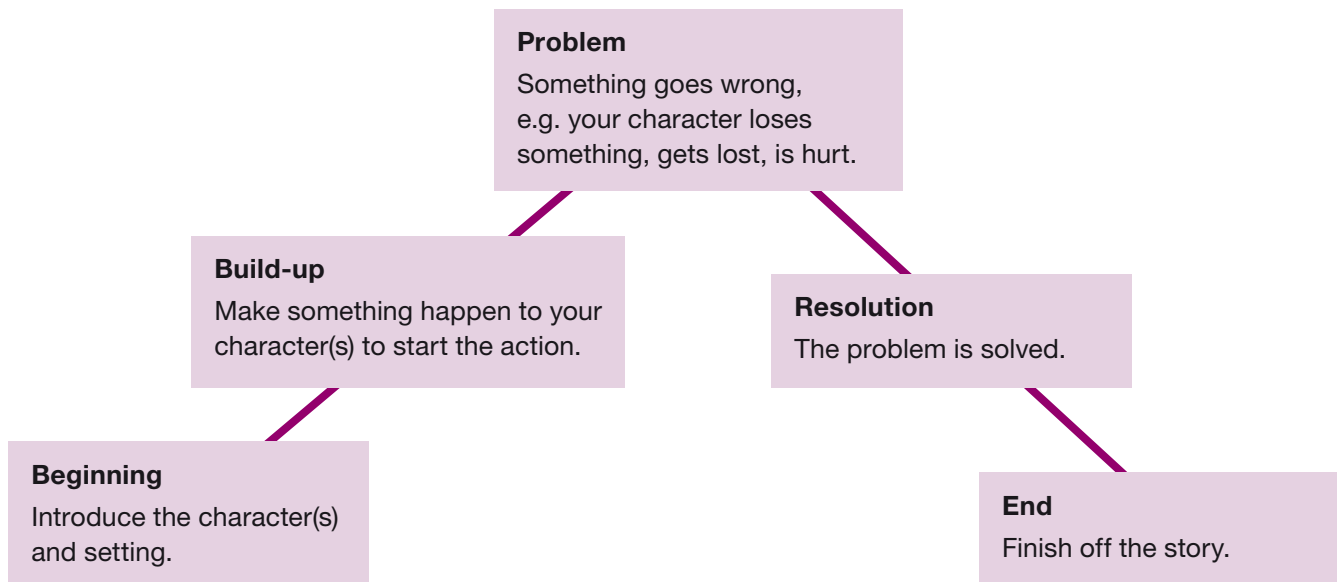 Problem
Something goes wrong,
e.g. your character loses
something, gets lost, is hurt.
Build-up
Make something happen to your
character(s) to start the action.
Resolution
The problem is solved.
Beginning
Introduce the character(s)
and setting.
End
Finish off the story.